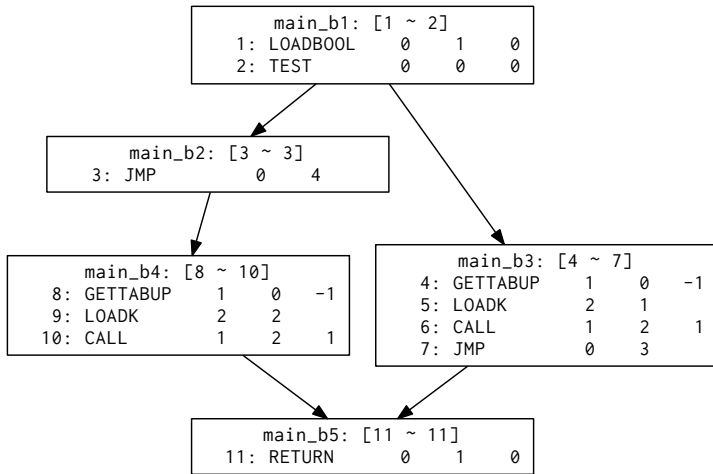 main_b1: [1 ~ 2]
1: LOADBOOL 0 1 0
2: TEST 0 0 0
main_b2: [3 ~ 3]
3: JMP 0 4
main_b4: [8 ~ 10]
8: GETTABUP 1 0 -1
9: LOADK 2 2
10: CALL 1 2 1
main_b3: [4 ~ 7]
4: GETTABUP 1 0 -1
5: LOADK 2 1
6: CALL 1 2 1
7: JMP 0 3
main_b5: [11 ~ 11]
11: RETURN 0 1 0